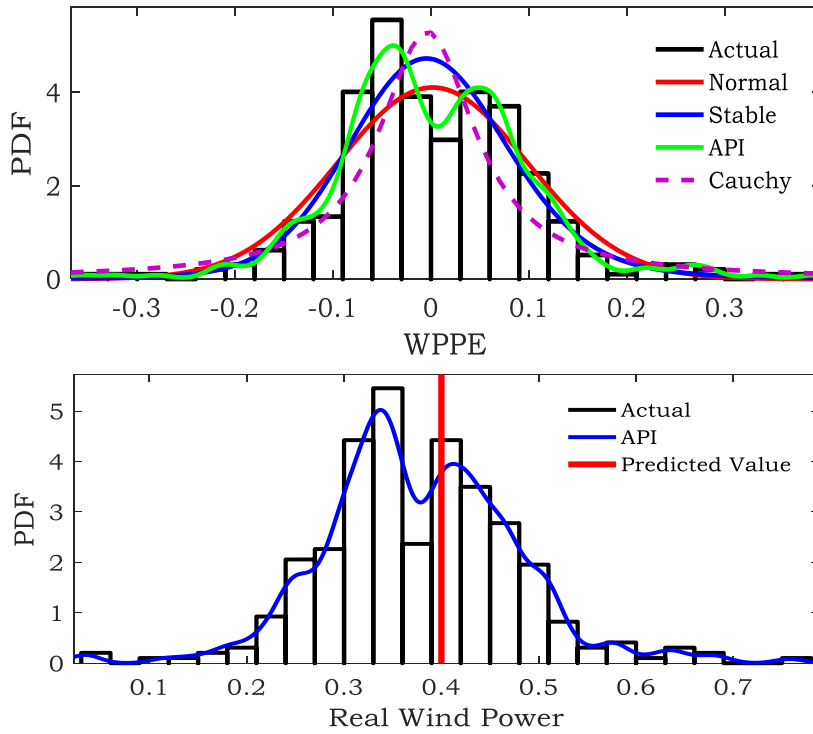 4
2
0
PDF
Actual
Normal
Stable
API
Cauchy
-0.3 -0.2 -0.1 0 0.1 0.2 0.3
WPPE
5
4
3
2
1
0
PDF
Actual
API
Predicted Value
0.1 0.2 0.3 0.4 0.5 0.6 0.7
Real Wind Power